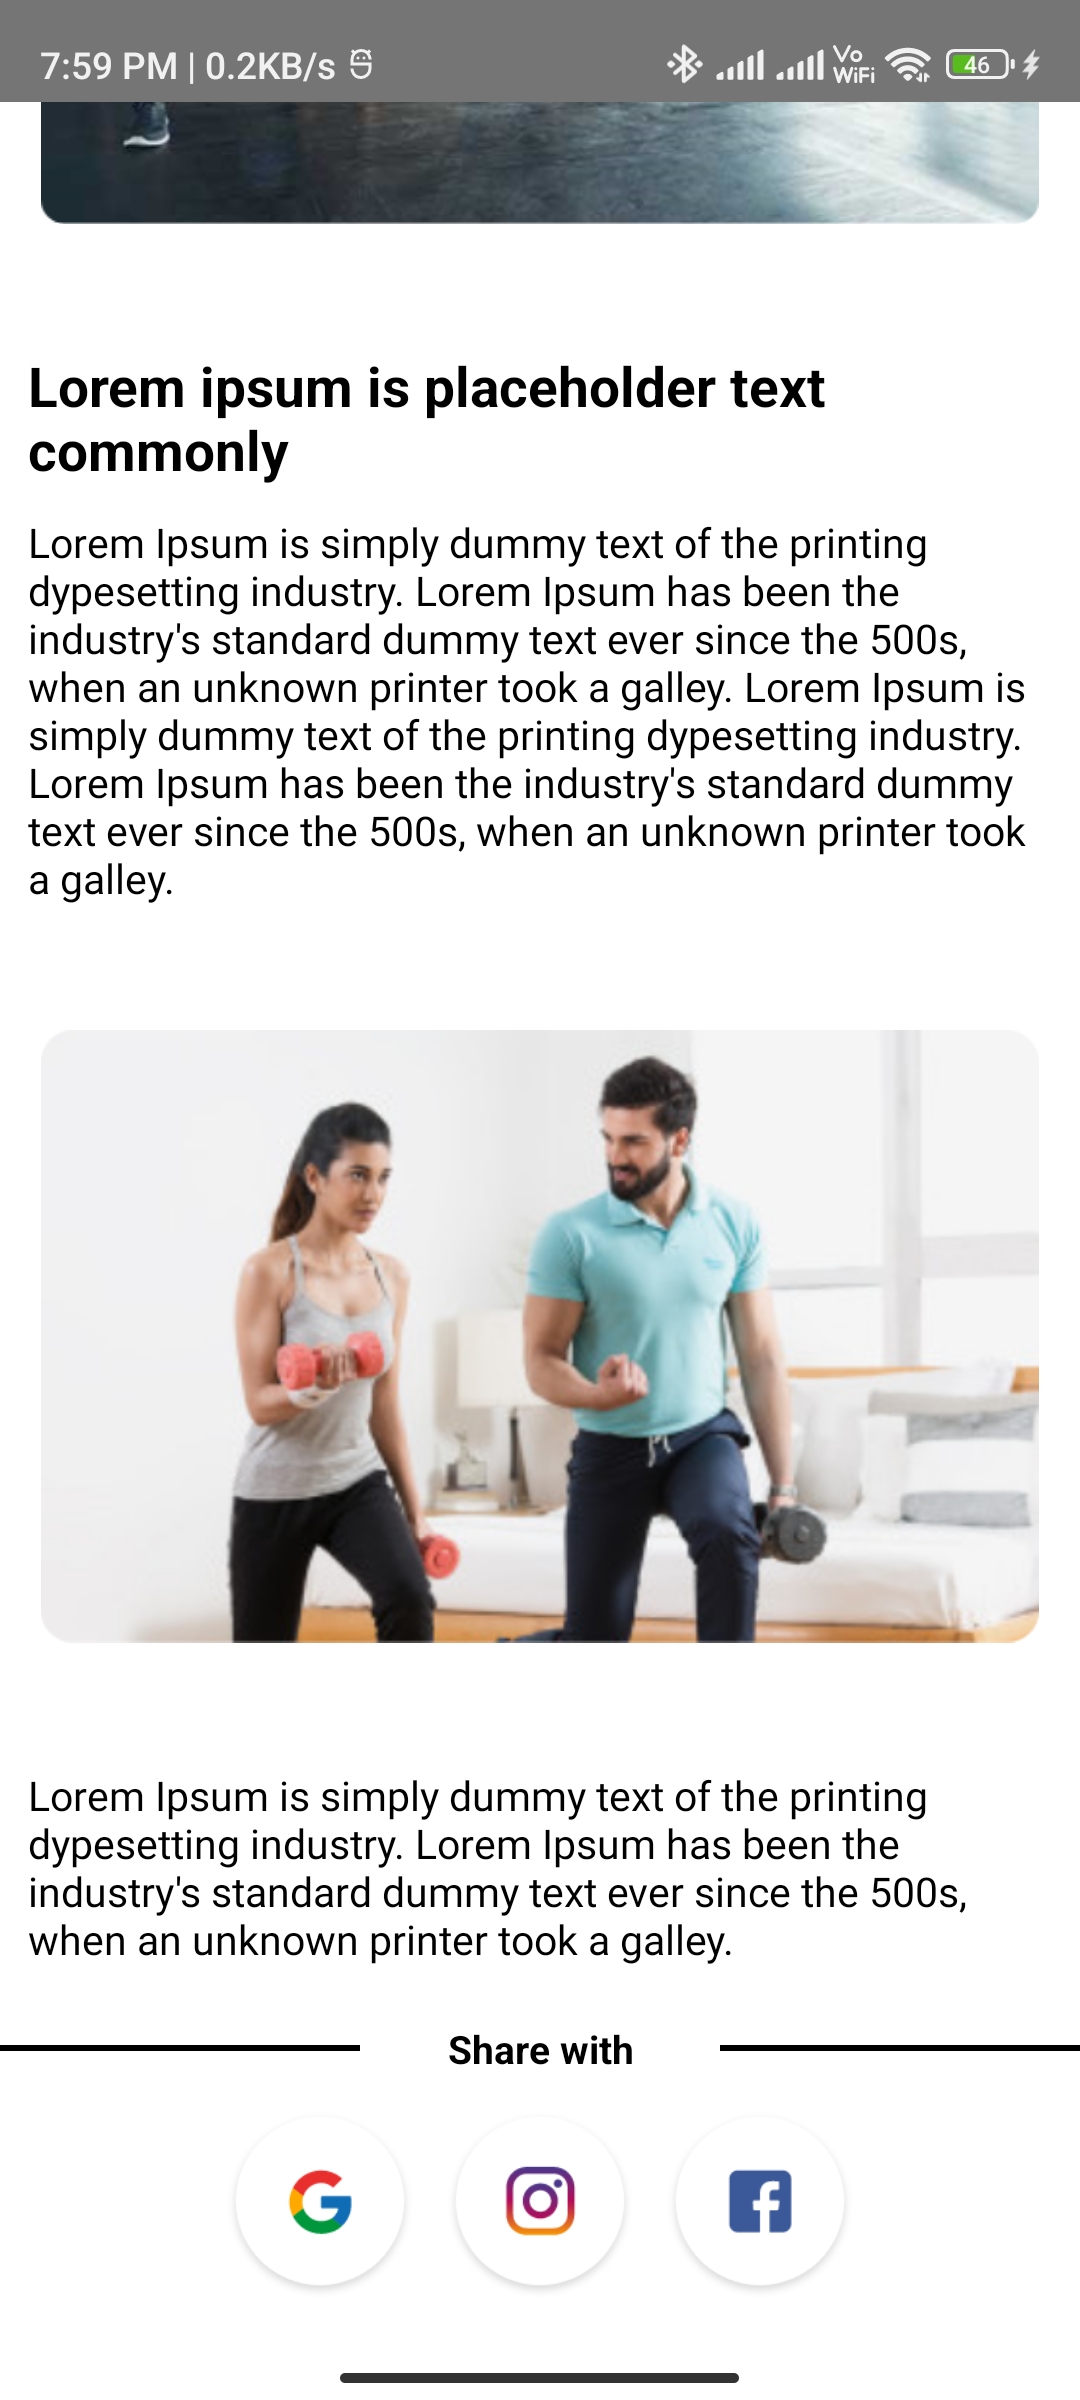 7:59 PM | 0.2KB/s Vo WiFi 46
Lorem ipsum is placeholder text
commonly
Lorem Ipsum is simply dummy text of the printing
dypesetting industry. Lorem Ipsum has been the
industry's standard dummy text ever since the 500s,
when an unknown printer took a galley. Lorem Ipsum is
simply dummy text of the printing dypesetting industry.
Lorem Ipsum has been the industry's standard dummy
text ever since the 500s, when an unknown printer took
a galley.
Lorem Ipsum is simply dummy text of the printing
dypesetting industry. Lorem Ipsum has been the
industry's standard dummy text ever since the 500s,
when an unknown printer took a galley.
Share with